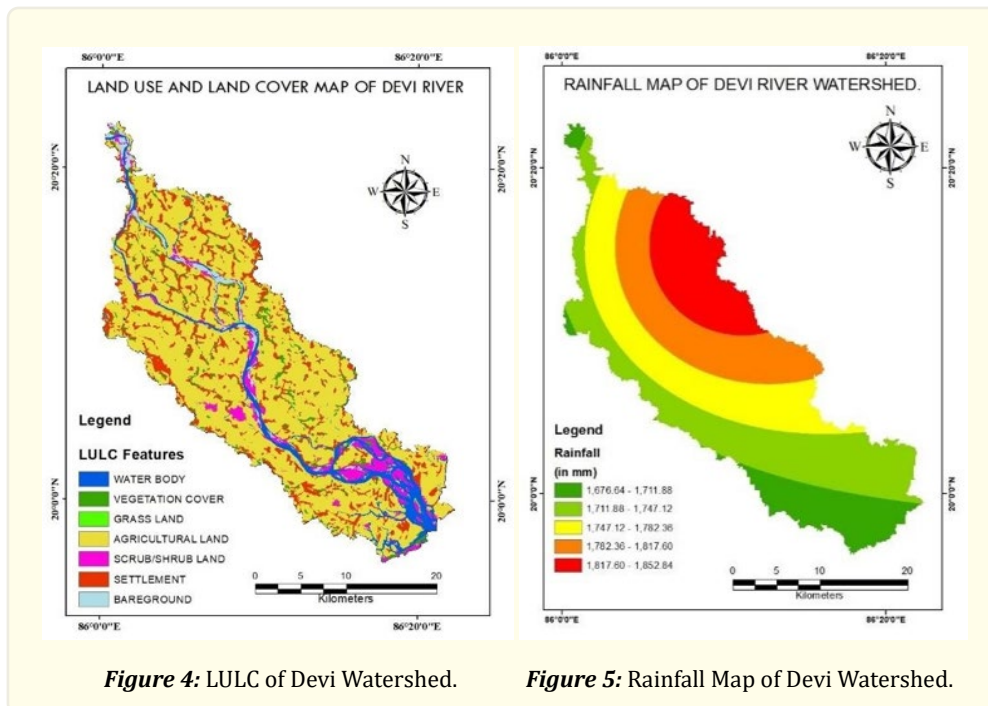 86°0'0"E 86°20'0"E
LAND USE AND LAND COVER MAP OF DEVI RIVER
N
W E
S
20°20'0"N 20°20'0"N
Legend
LULC Features
WATER BODY
VEGETATION COVER
GRASS LAND
AGRICULTURAL LAND
SCRUB/SHRUB LAND
SETTLEMENT
BAREGROUND
20°0'0"N 20°0'0"N
0 5 10 20
Kilometers
86°0'0"E 86°20'0"E
Figure 4: LULC of Devi Watershed.
86°0'0"E 86°20'0"E
RAINFALL MAP OF DEVI RIVER WATERSHED.
N
W E
S
20°20'0"N 20°20'0"N
Legend
Rainfall
(in mm)
1,676.64 - 1,711.88
1,711.88 - 1,747.12
1,747.12 - 1,782.36
1,782.36 - 1,817.60
1,817.60 - 1,852.84
20°0'0"N 20°0'0"N
0 5 10 20
Kilometers
86°0'0"E 86°20'0"E
Figure 5: Rainfall Map of Devi Watershed.